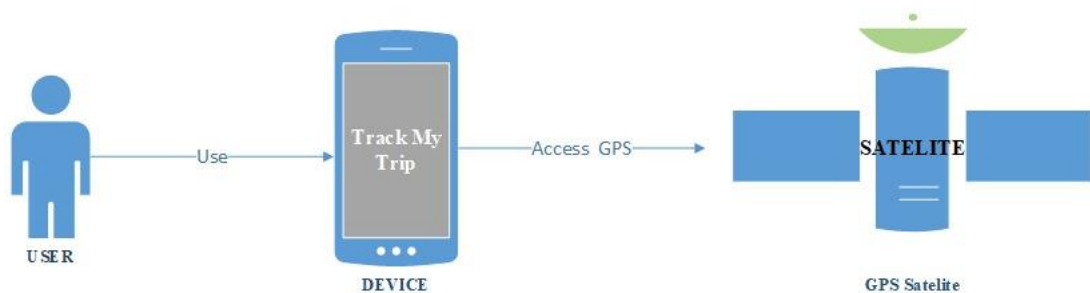 Track My
Trip
Use
Access GPS
SATELITE
USER
DEVICE
GPS Satelite